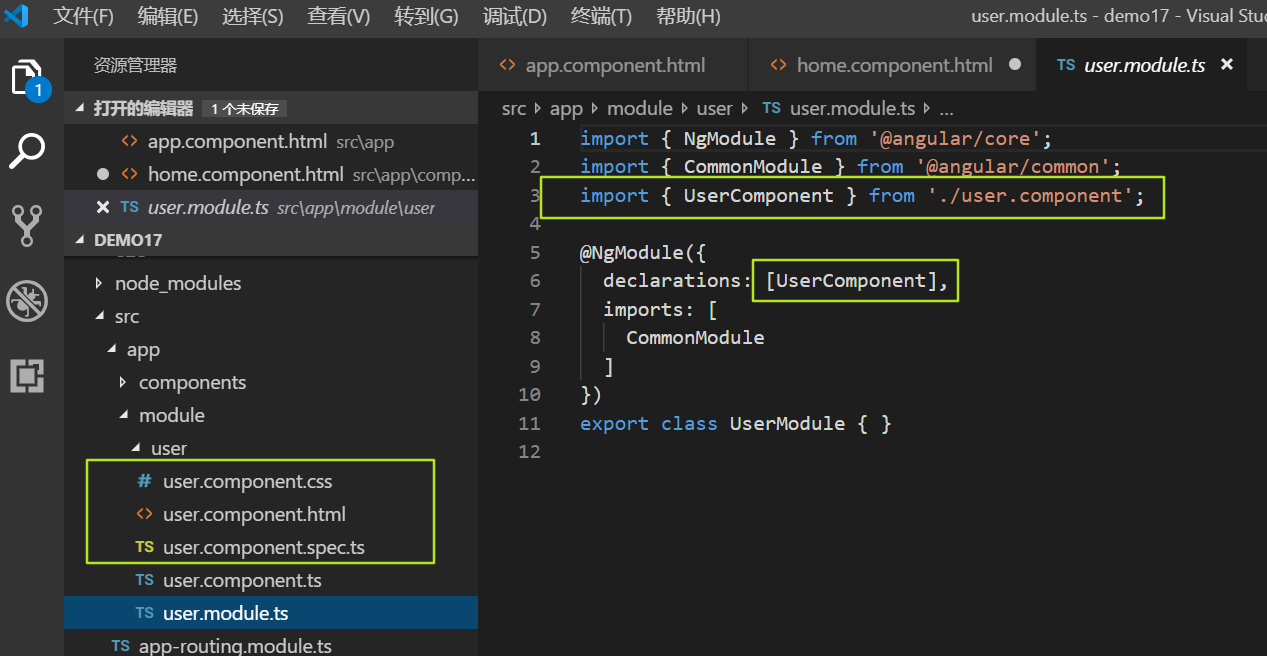 文件(F) 编辑(E) 选择(S) 查看(V) 转到(G) 调试(D) 终端(T) 帮助(H) user.module.ts - demo17 - Visual
资源管理器
1
打开的编辑器 1 个未保存
<> app.component.html src\app
● <> home.component.html src\app\comp...
× TS user.module.ts src\app\module\user
DEMO17
node_modules
src
app
components
module
user
# user.component.css
<> user.component.html
TS user.component.spec.ts
TS user.component.ts
TS user.module.ts
TS app-routing.module.ts
<> app.component.html <> home.component.html ● TS user.module.ts ×
src > app > module > user > TS user.module.ts > ...
1 import { NgModule } from '@angular/core';
2 import { CommonModule } from '@angular/common';
3 import { UserComponent } from './user.component';
4
5 @NgModule({
6 declarations: [UserComponent],
7 imports: [
8 CommonModule
9 ]
10 })
11 export class UserModule { }
12